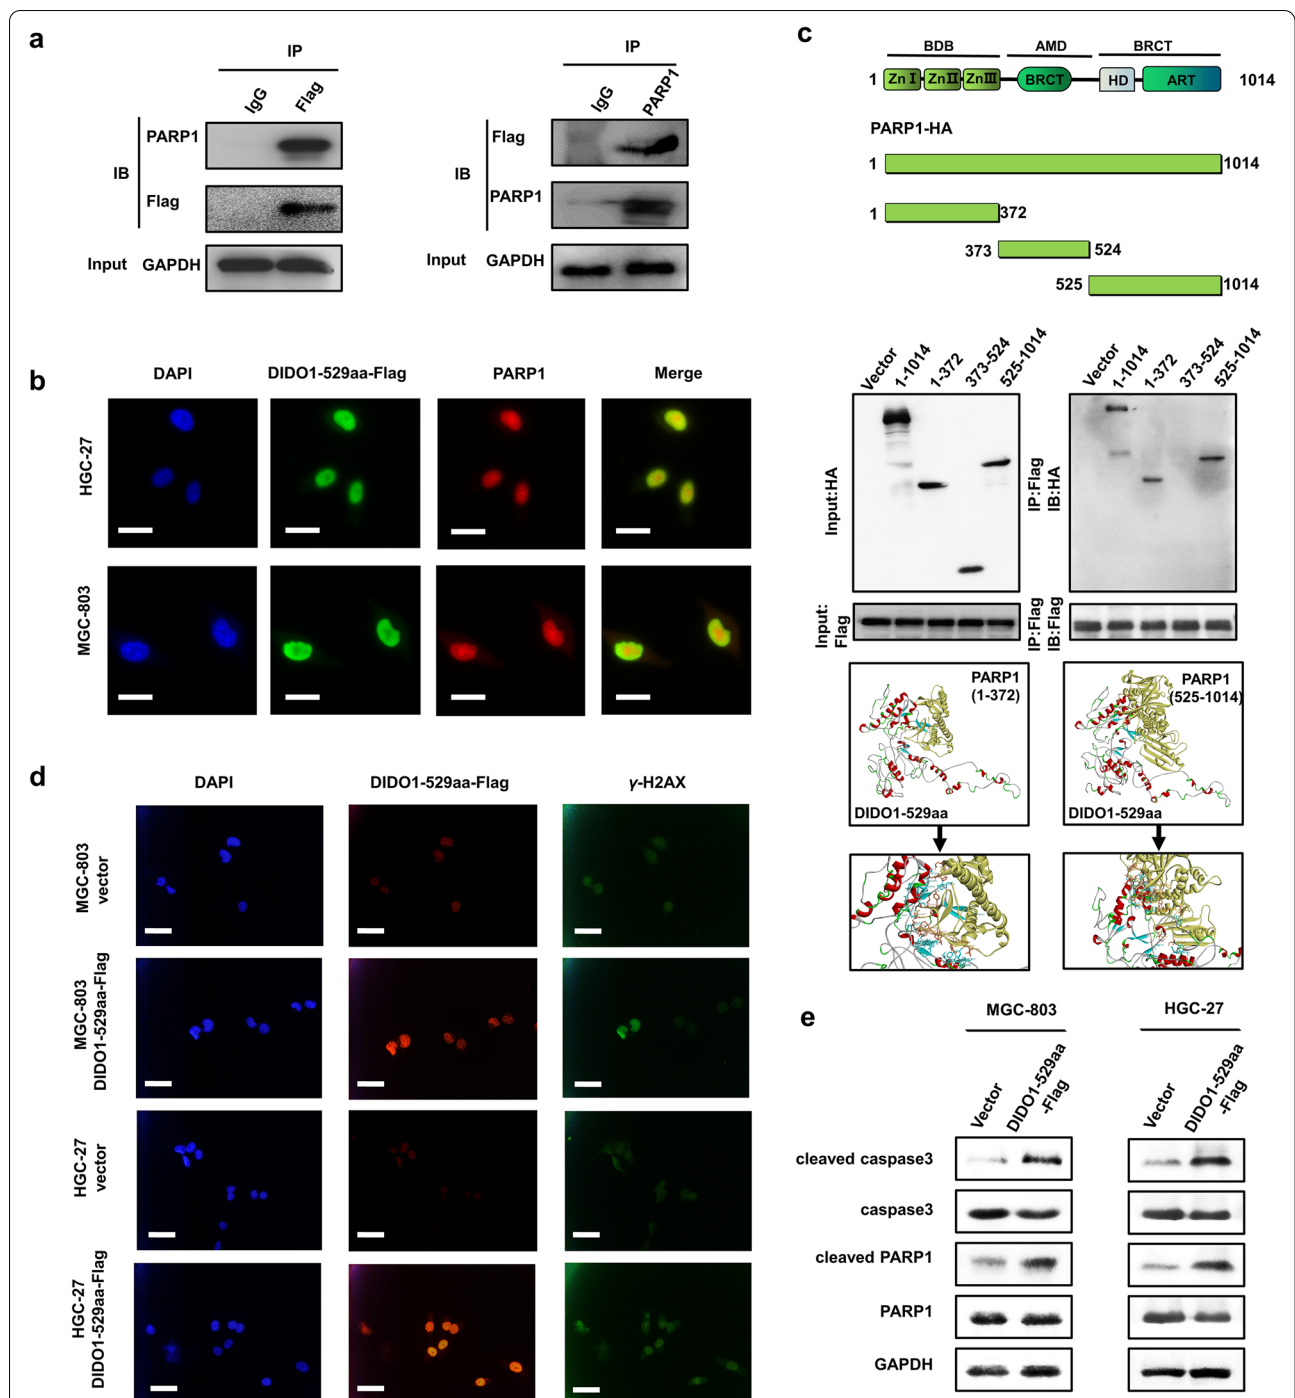 a
IP
IgG
Flag
PARP1
IB
Flag
Input
GAPDH
IP
IgG
PARP1
Flag
IB
PARP1
Input
GAPDH
b
DAPI
DIDO1-529aa-Flag
PARP1
Merge
HGC-27
MGC-803
c
BDB
AMD
BRCT
1
Zn Ⅰ
Zn Ⅱ
Zn Ⅲ
BRCT
HD
ART
1014
PARP1-HA
1
1014
1
372
373
524
525
1014
Vector
1-1014
1-372
373-524
525-1014
Input:HA
Input:
Flag
Vector
1-1014
1-372
373-524
525-1014
IP:Flag
IB:HA
IP:Flag
IB:Flag
PARP1
(1-372)
DIDO1-529aa
PARP1
(525-1014)
DIDO1-529aa
d
DAPI
DIDO1-529aa-Flag
γ-H2AX
MGC-803
vector
MGC-803
DIDO1-529aa-Flag
HGC-27
vector
HGC-27
DIDO1-529aa-Flag
e
MGC-803
HGC-27
Vector
DIDO1-529aa
-Flag
Vector
DIDO1-529aa
-Flag
cleaved caspase3
caspase3
cleaved PARP1
PARP1
GAPDH